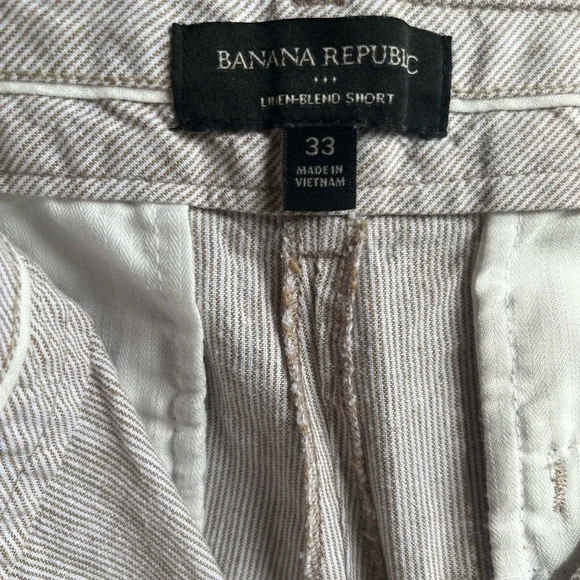 BANANA REPUBLIC
LINEN-BLEND SHORT
33
MADE IN
VIETNAM